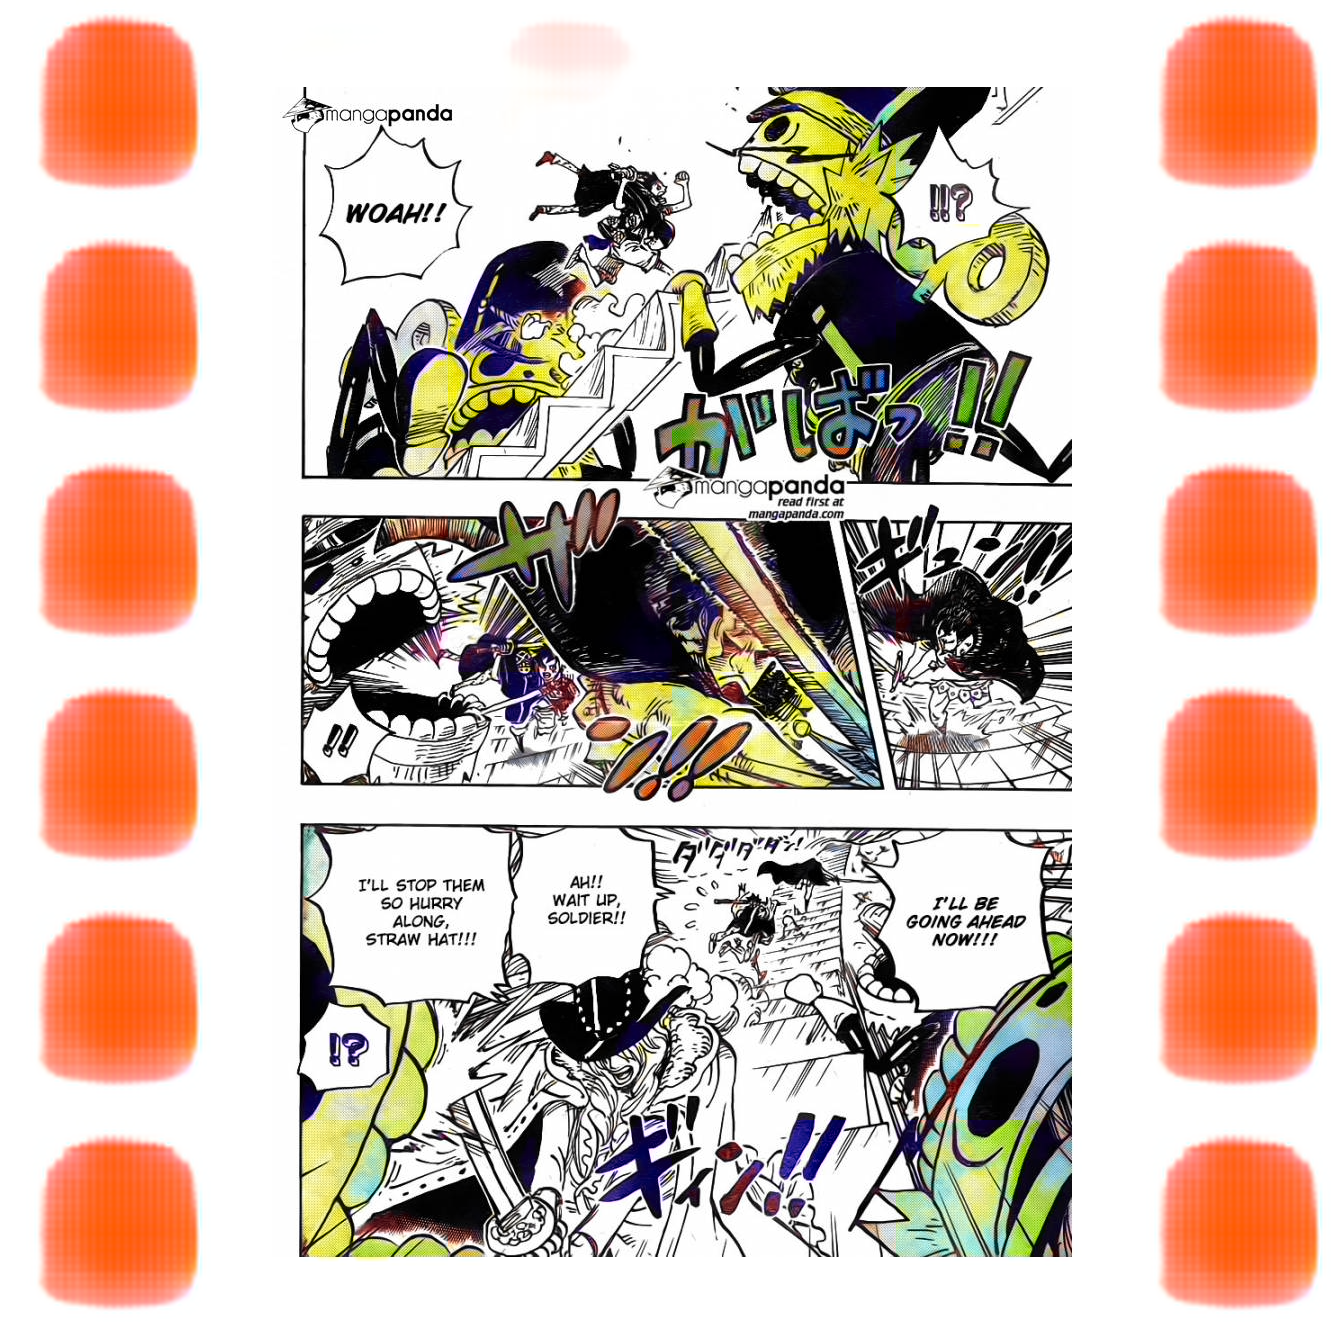 mangapanda
WOAH!!
!!?
がばっ!!
mangapanda
read first at
mangapanda.com
ザ
ン!!
ギュン!!
!!
I'LL STOP THEM
SO HURRY
ALONG,
STRAW HAT!!!
AH!!
WAIT UP,
SOLDIER!!
ダダダダン!
I'LL BE
GOING AHEAD
NOW!!!
!?
ギィン!!